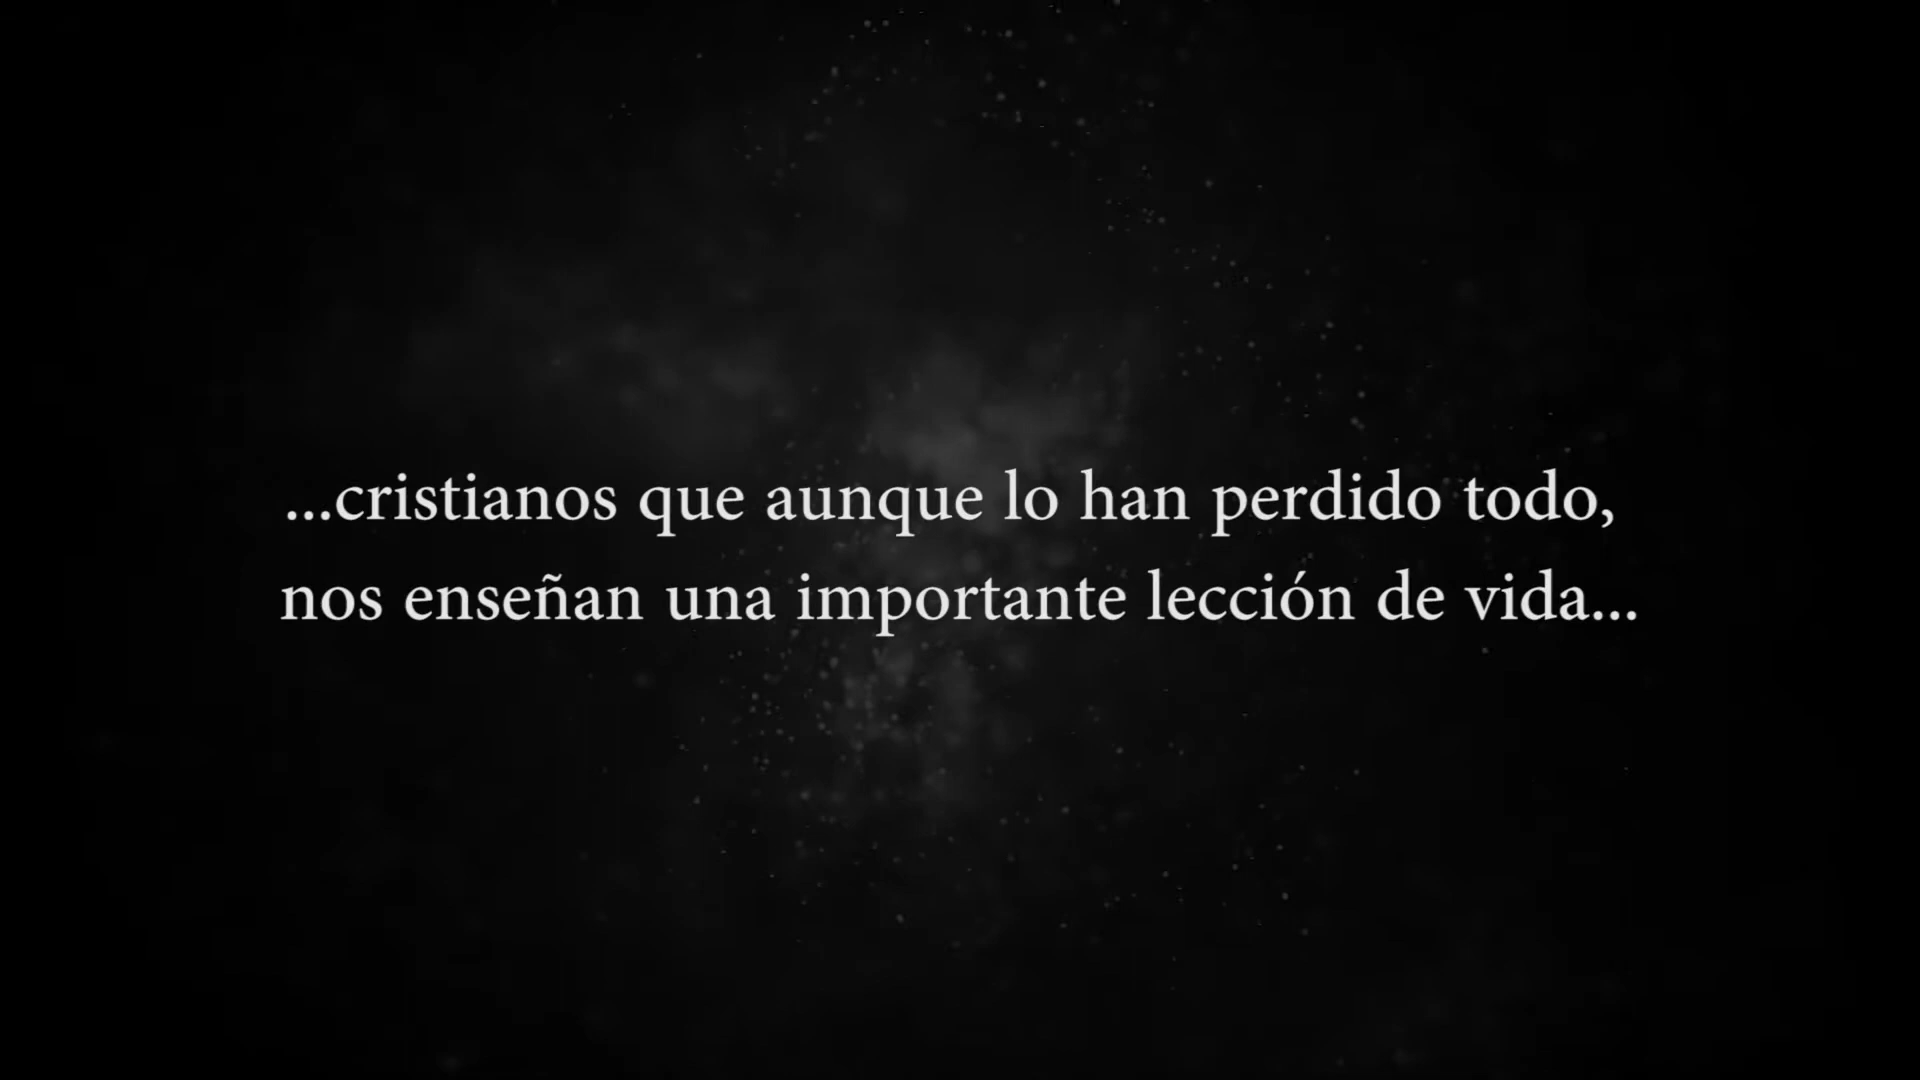 ...cristianos que aunque lo han perdido todo,
nos enseñan una importante lección de vida...